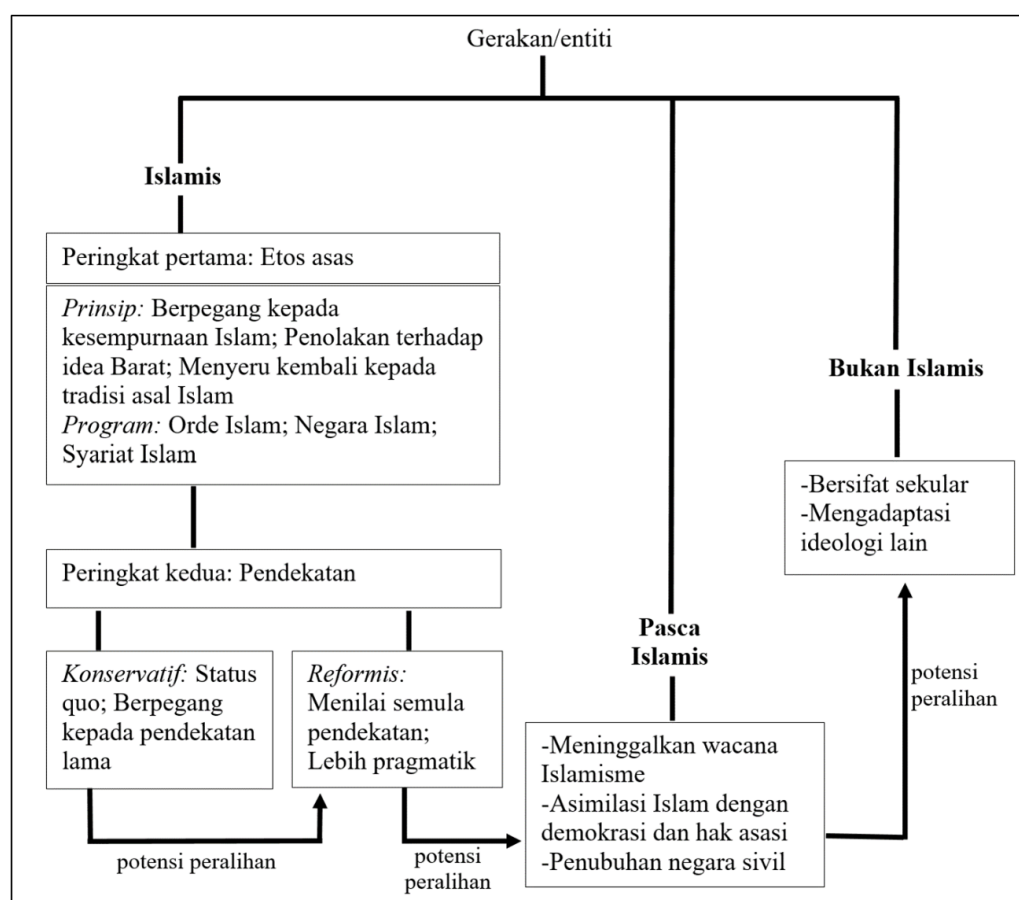 Gerakan/entiti
Islamis
Peringkat pertama: Etos asas
Prinsip: Berpegang kepada
kesempurnaan Islam; Penolakan terhadap
idea Barat; Menyeru kembali kepada
tradisi asal Islam
Program: Orde Islam; Negara Islam;
Syariat Islam
Peringkat kedua: Pendekatan
Konservatif: Status
quo; Berpegang
kepada pendekatan
lama
Reformis:
Menilai semula
pendekatan;
Lebih pragmatik
potensi peralihan
potensi
peralihan
Pasca
Islamis
-Meninggalkan wacana
Islamisme
-Asimilasi Islam dengan
demokrasi dan hak asasi
-Penubuhan negara sivil
potensi
peralihan
Bukan Islamis
-Bersifat sekular
-Mengadaptasi
ideologi lain